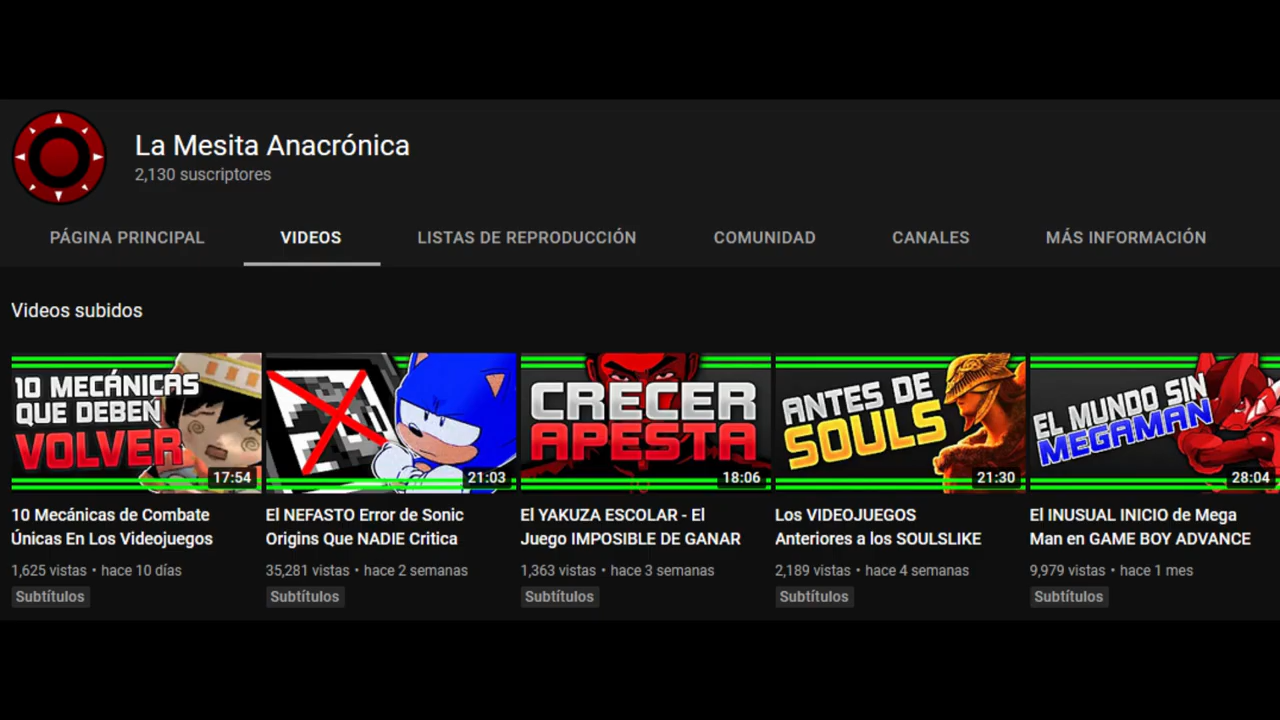 La Mesita Anacrónica
2,130 suscriptores
PÁGINA PRINCIPAL VIDEOS LISTAS DE REPRODUCCIÓN COMUNIDAD CANALES MÁS INFORMACIÓN
Videos subidos
10 MECÁNICAS
QUE DEBEN
VOLVER
17:54
10 Mecánicas de Combate
Únicas En Los Videojuegos
1,625 vistas • hace 10 días
Subtítulos
21:03
El NEFASTO Error de Sonic
Origins Que NADIE Critica
35,281 vistas • hace 2 semanas
Subtítulos
CRECER
APESTA
18:06
El YAKUZA ESCOLAR - El
Juego IMPOSIBLE DE GANAR
1,363 vistas • hace 3 semanas
Subtítulos
ANTES DE
SOULS
21:30
Los VIDEOJUEGOS
Anteriores a los SOULSLIKE
2,189 vistas • hace 4 semanas
Subtítulos
EL MUNDO SIN
MEGAMAN
28:04
El INUSUAL INICIO de Mega
Man en GAME BOY ADVANCE
9,979 vistas • hace 1 mes
Subtítulos